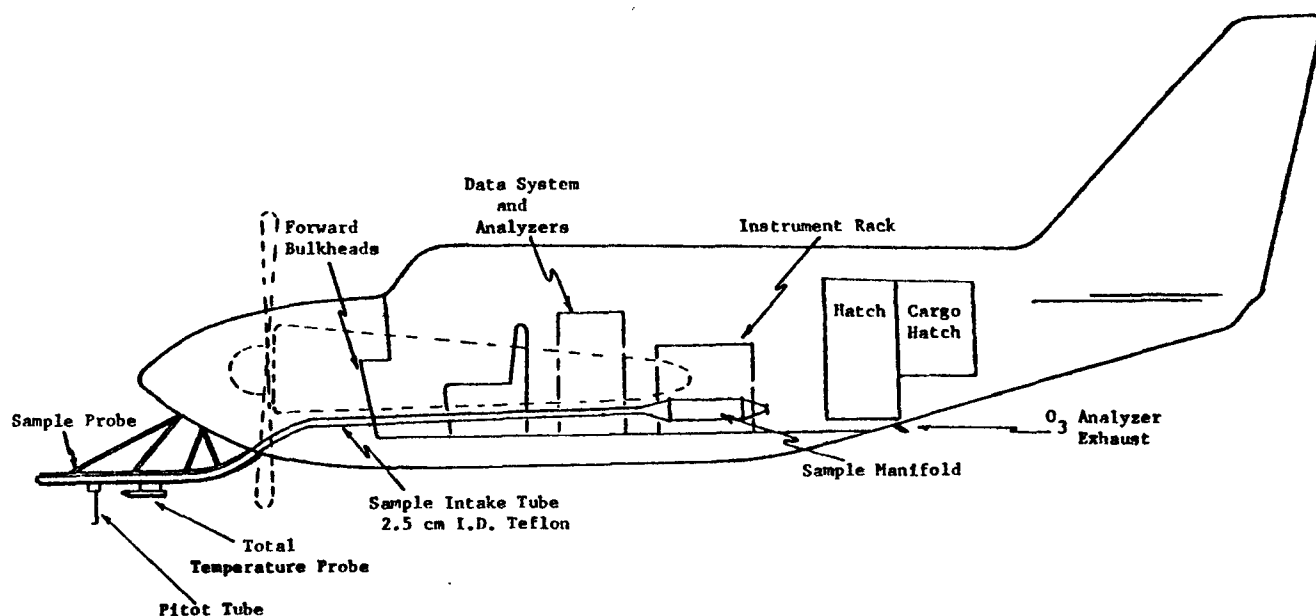 Data System
and
Analyzers
Forward
Bulkheads
Instrument Rack
Hatch
Cargo
Hatch
Sample Probe
O3 Analyzer
Exhaust
Sample Manifold
Sample Intake Tube
2.5 cm I.D. Teflon
Total
Temperature Probe
Pitot Tube